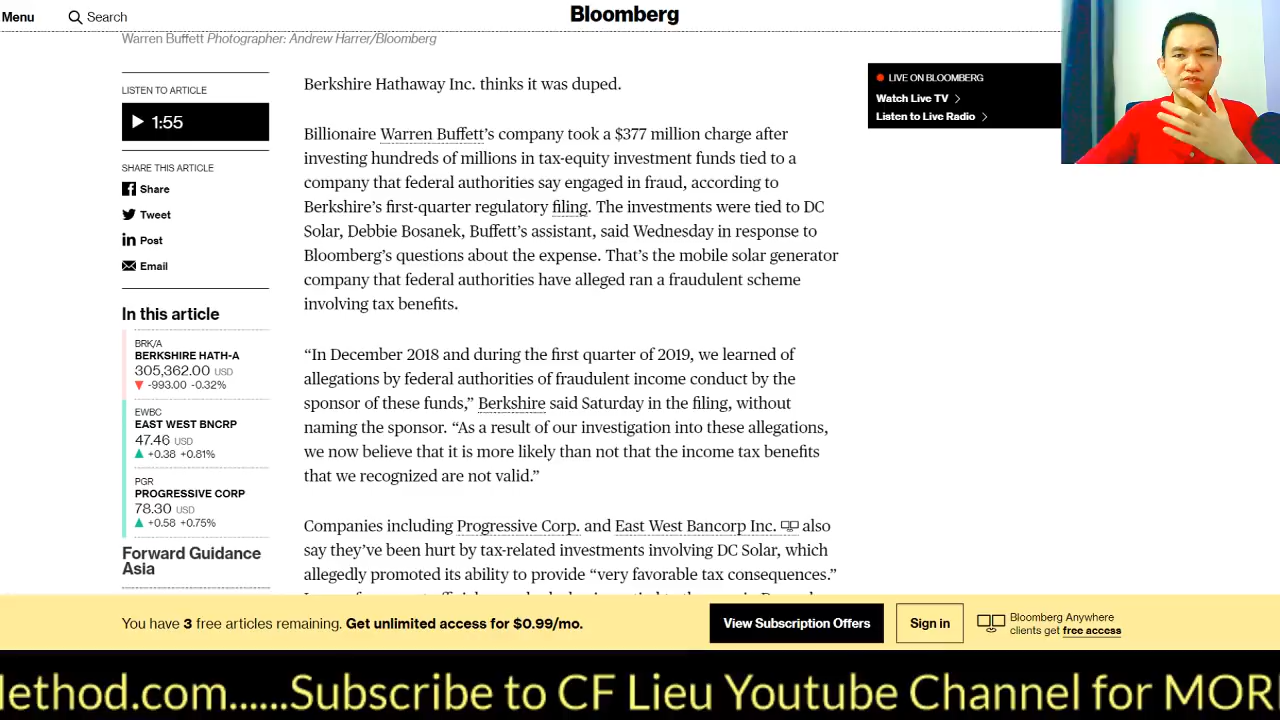 Menu
Search
Bloomberg
Warren Buffett Photographer: Andrew Harrer/Bloomberg
LISTEN TO ARTICLE
1:55
SHARE THIS ARTICLE
Share
Tweet
Post
Email
In this article
BRK/A
BERKSHIRE HATH-A
305,362.00 USD
-993.00 -0.32%
EWBC
EAST WEST BNCRP
47.46 USD
+0.38 +0.81%
PGR
PROGRESSIVE CORP
78.30 USD
+0.58 +0.75%
Forward Guidance
Asia
Berkshire Hathaway Inc. thinks it was duped.
Billionaire Warren Buffett’s company took a $377 million charge after
investing hundreds of millions in tax-equity investment funds tied to a
company that federal authorities say engaged in fraud, according to
Berkshire’s first-quarter regulatory filing. The investments were tied to DC
Solar, Debbie Bosanek, Buffett’s assistant, said Wednesday in response to
Bloomberg’s questions about the expense. That’s the mobile solar generator
company that federal authorities have alleged ran a fraudulent scheme
involving tax benefits.
“In December 2018 and during the first quarter of 2019, we learned of
allegations by federal authorities of fraudulent income conduct by the
sponsor of these funds,” Berkshire said Saturday in the filing, without
naming the sponsor. “As a result of our investigation into these allegations,
we now believe that it is more likely than not that the income tax benefits
that we recognized are not valid.”
Companies including Progressive Corp. and East West Bancorp Inc. also
say they’ve been hurt by tax-related investments involving DC Solar, which
allegedly promoted its ability to provide “very favorable tax consequences.”
LIVE ON BLOOMBERG
Watch Live TV
Listen to Live Radio
You have 3 free articles remaining. Get unlimited access for $0.99/mo.
View Subscription Offers
Sign in
Bloomberg Anywhere
clients get free access
Method.com......Subscribe to CF Lieu Youtube Channel for MOR